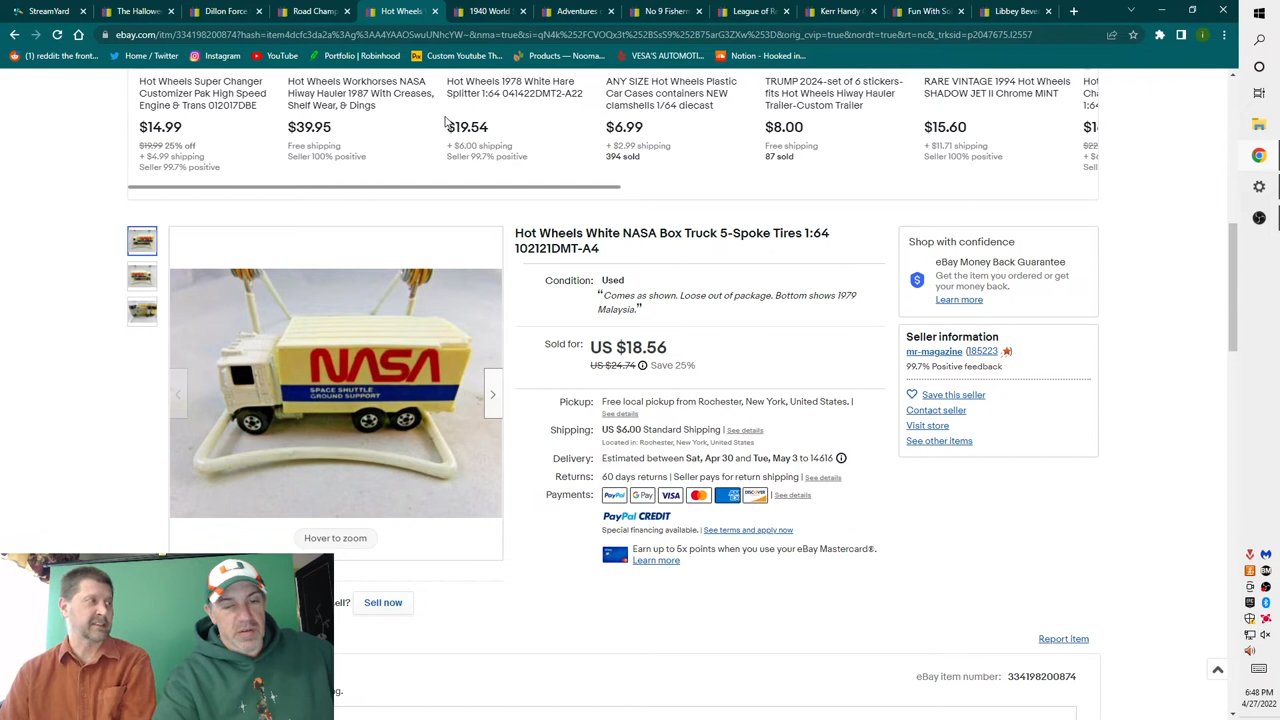 StreamY
The Hallowe
Dillon Force
Road Champ
Hot Wheels
1940 World
Adventures
No 9 Fisherm
League of Re
Kerr Handy C
Fun With So
Libbey Bever
ebay.com/itm/334198200874?hash=item4dcfc3da2a%3Ag%3AA4YAAOSwuUNhcYW~&nma=true&si=qN4k%252FCVOQx3t%252BSsS9%252B5aq6rG3ZXw%253D&orig_cvip=true&nordt=true&rt=nc&_trksid=p2047675.l2557
(1) reddit: the front...
Home / Twitter
Instagram
YouTube
Portfolio | Robinhood
Custom Youtube Th...
Products — Nooma...
VESA'S AUTOMOTI...
Notion - Hooked To...
Hot Wheels Super Changer Customizer Pak High Speed Engine & Trans 012017DBE
$14.99
$19.99 25% off
+ $4.99 shipping
Seller 99.7% positive
Hot Wheels Workhorses NASA Hiway Hauler 1987 With Creases, Shelf Wear, & Dings
$39.95
Free shipping
Seller 100% positive
Hot Wheels 1978 White Hare Splitter 1:64 041422DMT2-A22
$19.54
+ $6.00 shipping
Seller 99.7% positive
ANY SIZE Hot Wheels Plastic Car Cases containers NEW clamshells 1/64 diecast
$6.99
+ $2.99 shipping
394 sold
TRUMP 2024-set of 6 stickers-fits Hot Wheels Hiway Hauler Trailer-Custom Trailer
$8.00
Free shipping
87 sold
RARE VINTAGE 1994 Hot Wheels SHADOW JET II Chrome MINT
$15.60
+ $11.71 shipping
Seller 100% positive
NASA
SPACE SHUTTLE
GROUND SUPPORT
Hover to zoom
Hot Wheels White NASA Box Truck 5-Spoke Tires 1:64
102121DMT-A4
Condition: Used
“Comes as shown. Loose out of package. Bottom shows 1979
Malaysia.”
Sold for: US $18.56
US $24.74 Save 25%
Pickup: Free local pickup from Rochester, New York, United States. |
See details
Shipping: US $6.00 Standard Shipping | See details
Located in: Rochester, New York, United States
Delivery: Estimated between Sat, Apr 30 and Tue, May 3 to 14616
Returns: 60 days returns | Seller pays for return shipping | See details
Payments: PayPal G Pay VISA | See details
PayPal CREDIT
Special financing available. | See terms and apply now
Earn up to 5x points when you use your eBay Mastercard®.
Learn more
Shop with confidence
eBay Money Back Guarantee
Get the item you ordered or get
your money back.
Learn more
Seller information
mr-magazine (185223)
99.7% Positive feedback
Save this seller
Contact seller
Visit store
See other items
ell? Sell now
Report item
eBay item number: 334198200874
ng.
6:48 PM
4/27/2022